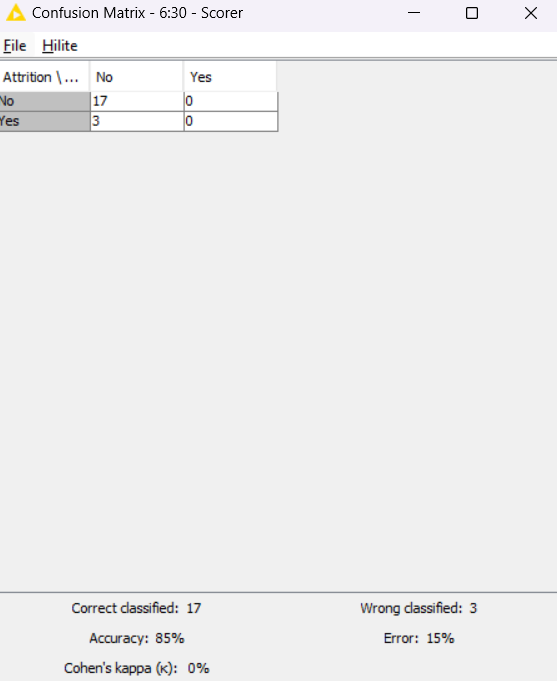 Confusion Matrix - 6:30 - Scorer
File Hilite
Attrition \ ... No Yes
No 17 0
Yes 3 0
Correct classified: 17 Wrong classified: 3
Accuracy: 85% Error: 15%
Cohen's kappa (κ): 0%